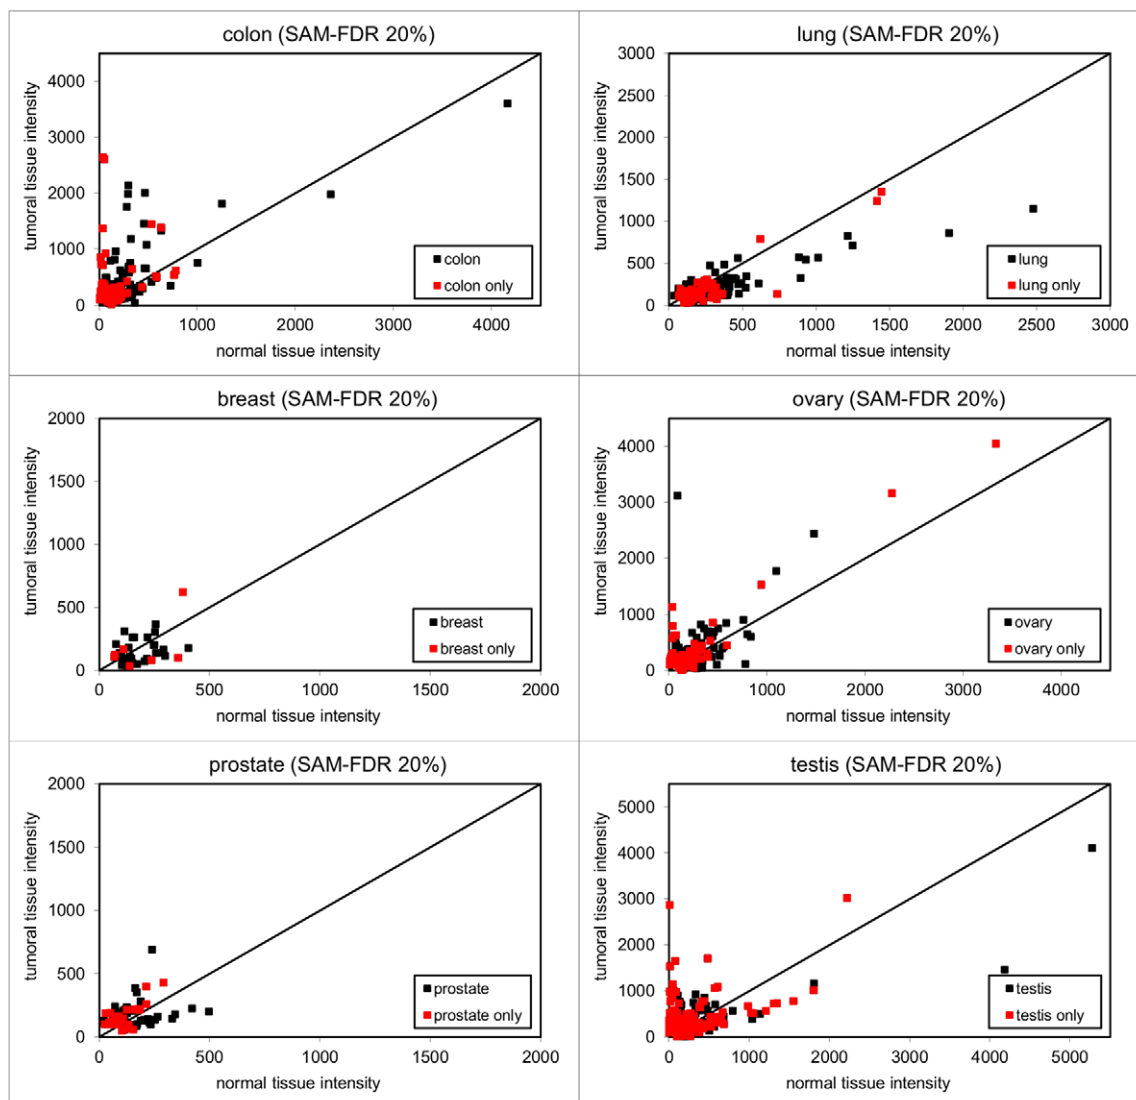 colon (SAM-FDR 20%)
tumoral tissue intensity
4000
3000
2000
1000
0
0 1000 2000 3000 4000
normal tissue intensity
colon
colon only
lung (SAM-FDR 20%)
tumoral tissue intensity
3000
2500
2000
1500
1000
500
0
0 500 1000 1500 2000 2500 3000
normal tissue intensity
lung
lung only
breast (SAM-FDR 20%)
tumoral tissue intensity
2000
1500
1000
500
0
0 500 1000 1500 2000
normal tissue intensity
breast
breast only
ovary (SAM-FDR 20%)
tumoral tissue intensity
4000
3000
2000
1000
0
0 1000 2000 3000 4000
normal tissue intensity
ovary
ovary only
prostate (SAM-FDR 20%)
tumoral tissue intensity
2000
1500
1000
500
0
0 500 1000 1500 2000
normal tissue intensity
prostate
prostate only
testis (SAM-FDR 20%)
tumoral tissue intensity
5000
4000
3000
2000
1000
0
0 1000 2000 3000 4000 5000
normal tissue intensity
testis
testis only